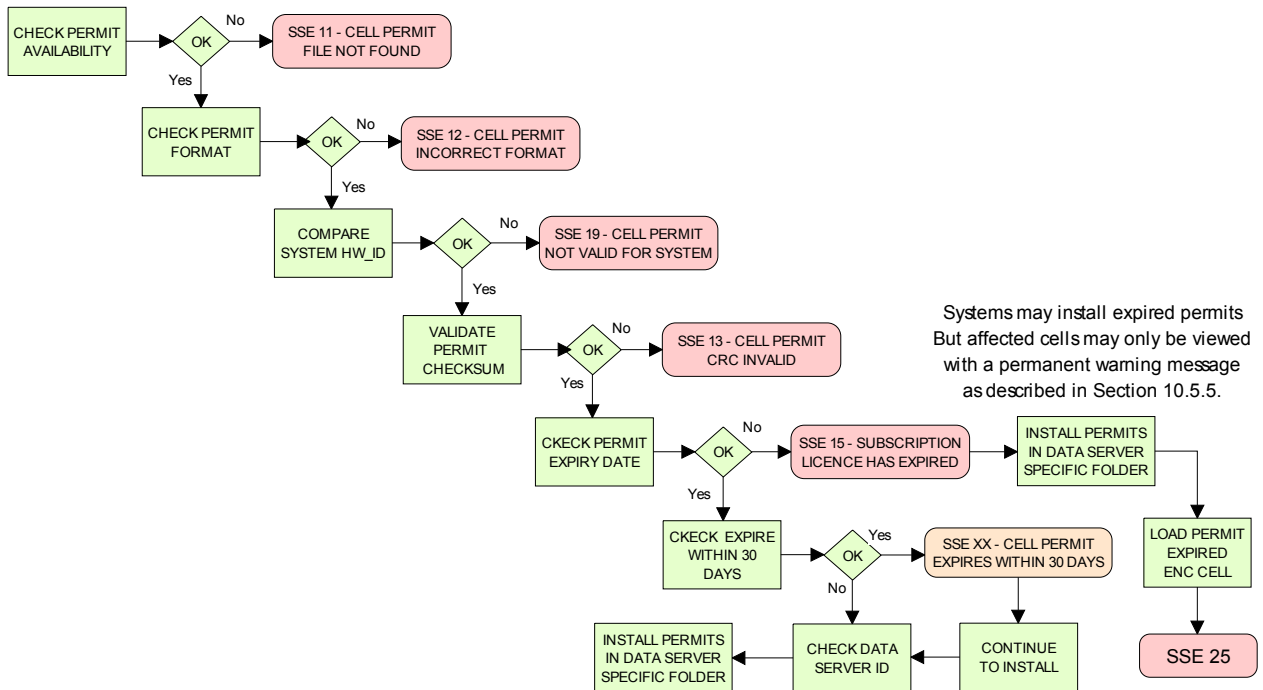 CHECK PERMIT
AVAILABILITY
OK
No
SSE 11 - CELL PERMIT
FILE NOT FOUND
Yes
CHECK PERMIT
FORMAT
OK
No
SSE 12 - CELL PERMIT
INCORRECT FORMAT
Yes
COMPARE
SYSTEM HW_ID
OK
No
SSE 19 - CELL PERMIT
NOT VALID FOR SYSTEM
Yes
VALIDATE
PERMIT
CHECKSUM
OK
No
SSE 13 - CELL PERMIT
CRC INVALID
Yes
Systems may install expired permits
But affected cells may only be viewed
with a permanent warning message
as described in Section 10.5.5.
CKECK PERMIT
EXPIRY DATE
OK
No
SSE 15 - SUBSCRIPTION
LICENCE HAS EXPIRED
INSTALL PERMITS
IN DATA SERVER
SPECIFIC FOLDER
Yes
CKECK EXPIRE
WITHIN 30
DAYS
OK
Yes
SSE XX - CELL PERMIT
EXPIRES WITHIN 30 DAYS
LOAD PERMIT
EXPIRED
ENC CELL
No
INSTALL PERMITS
IN DATA SERVER
SPECIFIC FOLDER
CHECK DATA
SERVER ID
CONTINUE
TO INSTALL
SSE 25